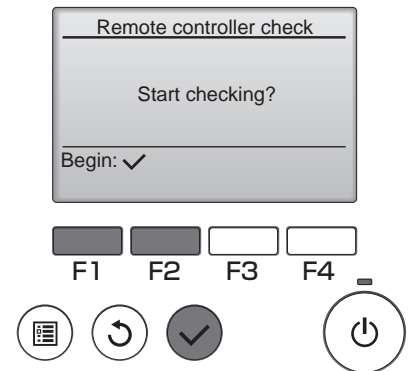 Remote controller check
Start checking?
Begin: ✓
F1 F2 F3 F4